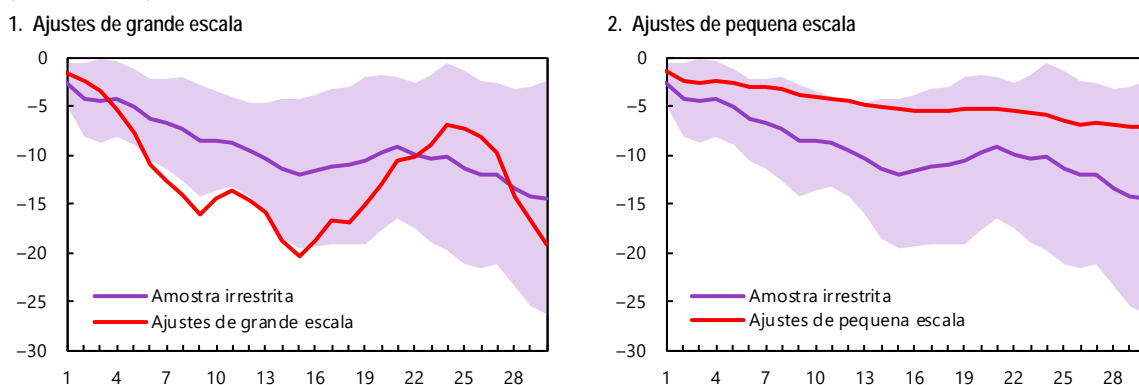 1. Ajustes de grande escala
0
−5
−10
−15
−20
−25
−30
Amostra irrestrita
Ajustes de grande escala
1 4 7 10 13 16 19 22 25 28
2. Ajustes de pequena escala
0
−5
−10
−15
−20
−25
−30
Amostra irrestrita
Ajustes de pequena escala
1 4 7 10 13 16 19 22 25 28